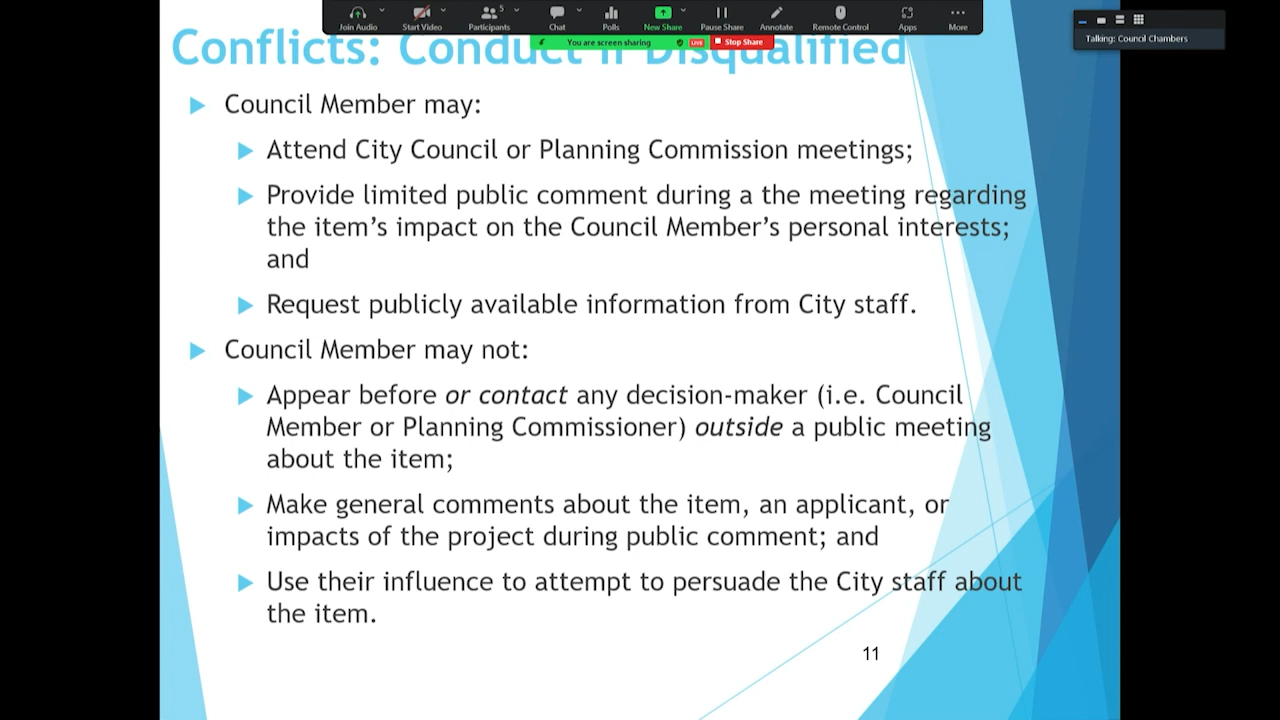 Join Audio
Start Video
5
Participants
Chat
Polls
New Share
Pause Share
Annotate
Remote Control
Apps
More
You are screen sharing
LIVE
Stop Share
Talking: Council Chambers
Conflicts: Conduct if Disqualified
Council Member may:
Attend City Council or Planning Commission meetings;
Provide limited public comment during a the meeting regarding
the item's impact on the Council Member's personal interests;
and
Request publicly available information from City staff.
Council Member may not:
Appear before or contact any decision-maker (i.e. Council
Member or Planning Commissioner) outside a public meeting
about the item;
Make general comments about the item, an applicant, or
impacts of the project during public comment; and
Use their influence to attempt to persuade the City staff about
the item.
11